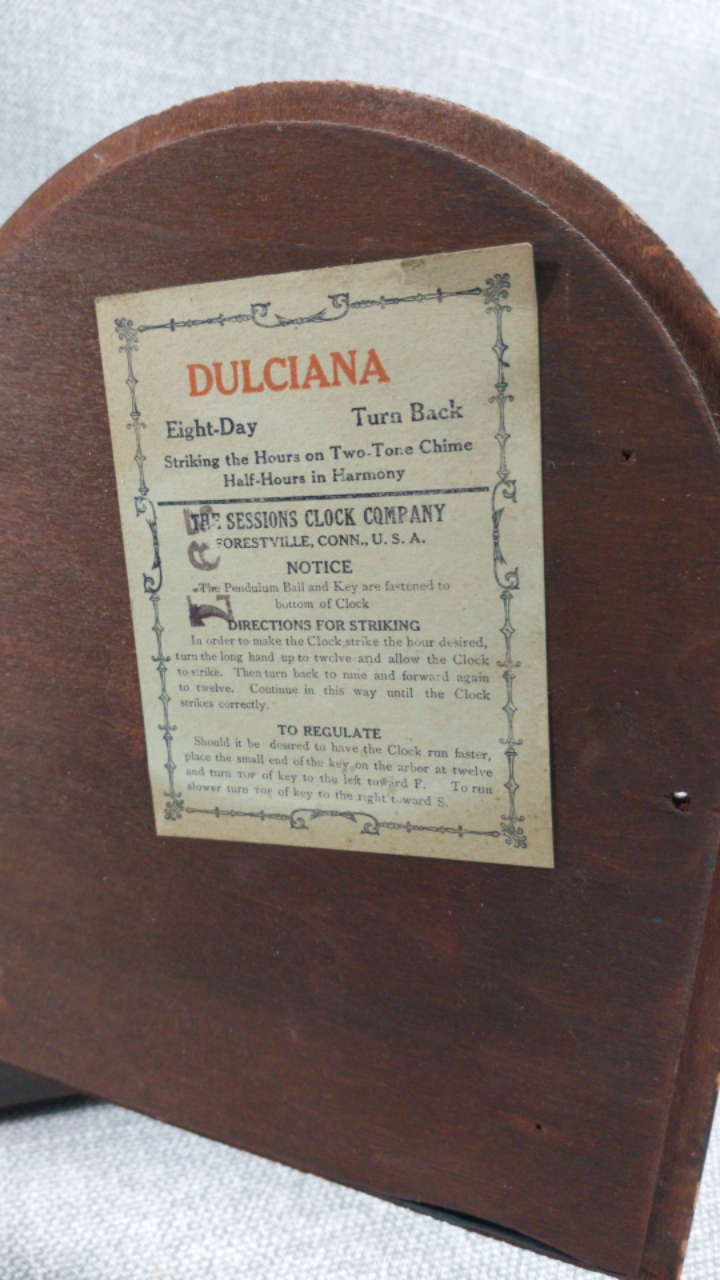 DULCIANA
Eight-Day Turn Back
Striking the Hours on Two-Tone Chime
Half-Hours in Harmony
THE SESSIONS CLOCK COMPANY
FORESTVILLE, CONN., U. S. A.
NOTICE
The Pendulum Ball and Key are fastened to
bottom of Clock
DIRECTIONS FOR STRIKING
In order to make the Clock strike the hour desired,
turn the long hand up to twelve and allow the Clock
to strike. Then turn back to nine and forward again
to twelve. Continue in this way until the Clock
strikes correctly.
TO REGULATE
Should it be desired to have the Clock run faster,
place the small end of the key on the arbor at twelve
and turn TOP of key to the left toward F. To run
slower turn TOP of key to the right toward S.